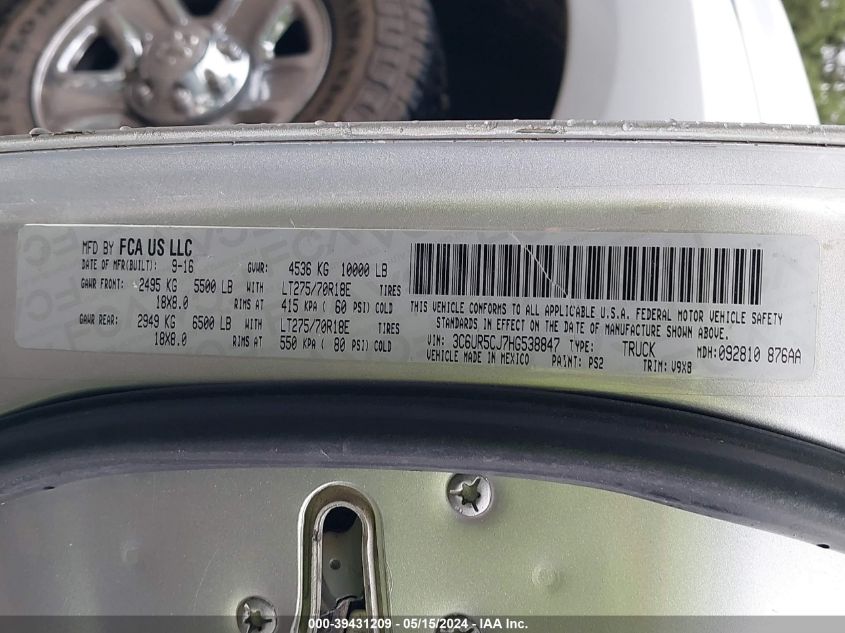 MFD BY FCA US LLC
DATE OF MFR(BUILT): 9-16 GVWR: 4536 KG 10000 LB
GAWR FRONT: 2495 KG 5500 LB WITH LT275/70R18E TIRES
18X8.0 RIMS AT 415 KPA ( 60 PSI) COLD
GAWR REAR: 2949 KG 6500 LB WITH LT275/70R18E TIRES
18X8.0 RIMS AT 550 KPA ( 80 PSI) COLD
THIS VEHICLE CONFORMS TO ALL APPLICABLE U.S.A. FEDERAL MOTOR VEHICLE SAFETY
STANDARDS IN EFFECT ON THE DATE OF MANUFACTURE SHOWN ABOVE.
VIN: 3C6UR5CJ7HG538847 TYPE: TRUCK MDH:092810 876AA
VEHICLE MADE IN MEXICO PAINT: PS2 TRIM: V9X8
000-39431209 - 05/15/2024 - IAA Inc.